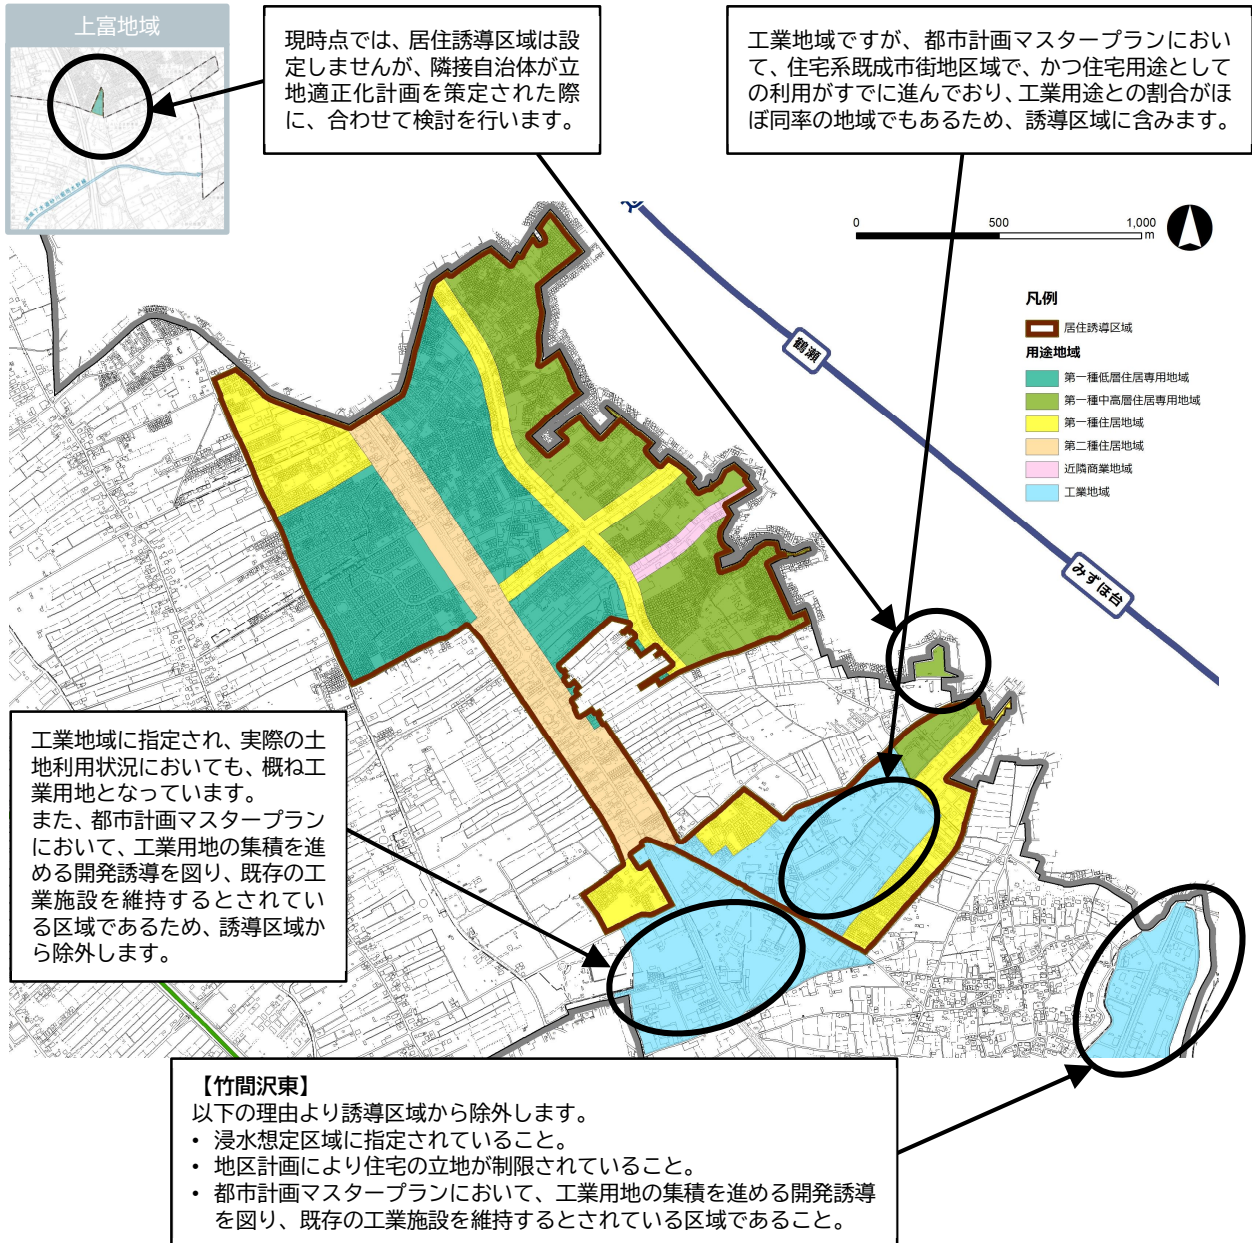 上富地域
現時点では、居住誘導区域は設
定しませんが、隣接自治体が立
地適正化計画を策定された際
に、合わせて検討を行います。
工業地域ですが、都市計画マスタープランにおい
て、住宅系既成市街地区域で、かつ住宅用途として
の利用がすでに進んでおり、工業用途との割合がほ
ぼ同率の地域でもあるため、誘導区域に含みます。
0 500 1,000
m
凡例
居住誘導区域
用途地域
第一種低層住居専用地域
第一種中高層住居専用地域
第一種住居地域
第二種住居地域
近隣商業地域
工業地域
鶴瀬
みずほ台
工業地域に指定され、実際の土
地利用状況においても、概ね工
業用地となっています。
また、都市計画マスタープラン
において、工業用地の集積を進
める開発誘導を図り、既存の工
業施設を維持するとされてい
る区域であるため、誘導区域か
ら除外します。
【竹間沢東】
以下の理由より誘導区域から除外します。
• 浸水想定区域に指定されていること。
• 地区計画により住宅の立地が制限されていること。
• 都市計画マスタープランにおいて、工業用地の集積を進める開発誘導
を図り、既存の工業施設を維持するとされている区域であること。